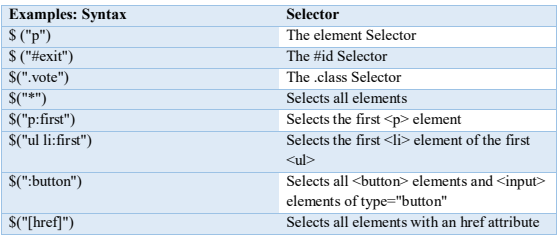 Examples: Syntax Selector
$ ("p") The element Selector
$ ("#exit") The #id Selector
$(".vote") The .class Selector
$("*") Selects all elements
$("p:first") Selects the first <p> element
$("ul li:first") Selects the first <li> element of the first
<ul>
$(":button") Selects all <button> elements and <input>
elements of type="button"
$("[href]") Selects all elements with an href attribute